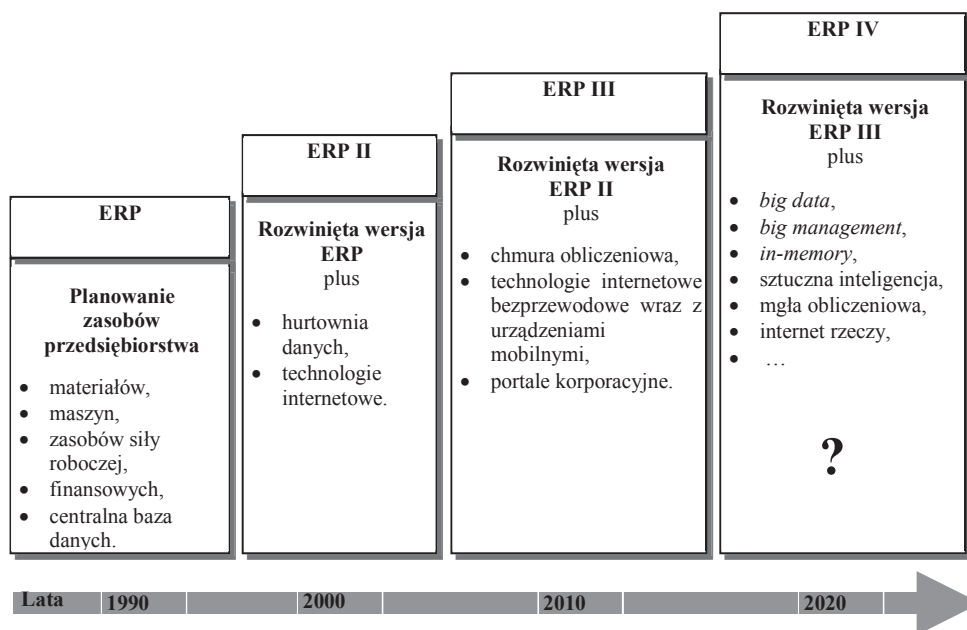 ERP
Planowanie
zasobów
przedsiębiorstwa
• materiałów,
• maszyn,
• zasobów siły
roboczej,
• finansowych,
• centralna baza
danych.
ERP II
Rozwinięta wersja
ERP
plus
• hurtownia
danych,
• technologie
internetowe.
ERP III
Rozwinięta wersja
ERP II
plus
• chmura obliczeniowa,
• technologie internetowe
bezprzewodowe wraz z
urządzeniami
mobilnymi,
• portale korporacyjne.
ERP IV
Rozwinięta wersja
ERP III
plus
• big data,
• big management,
• in-memory,
• sztuczna inteligencja,
• mgła obliczeniowa,
• internet rzeczy,
• …
?
Lata 1990 2000 2010 2020